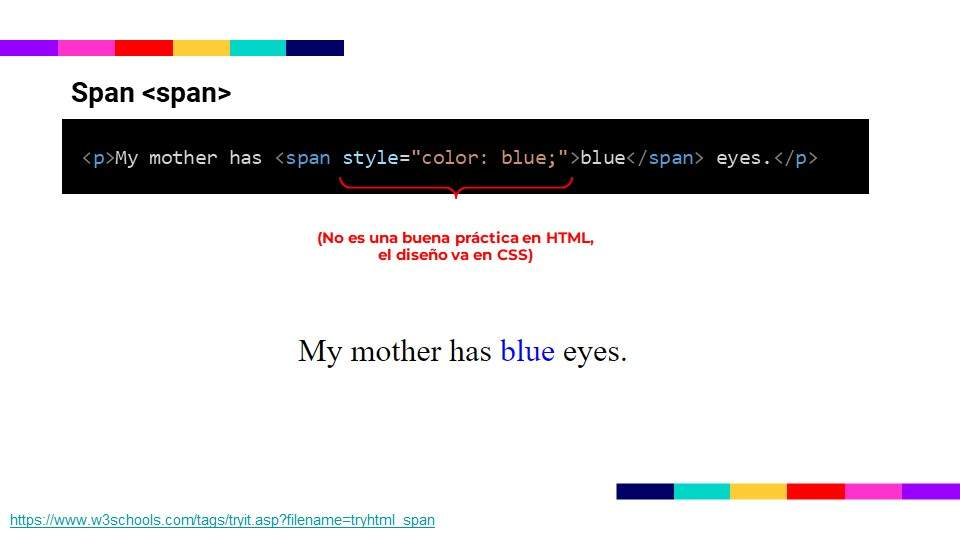 Span <span>
<p>My mother has <span style="color: blue;">blue</span> eyes.</p>
(No es una buena práctica en HTML,
el diseño va en CSS)
My mother has blue eyes.
https://www.w3schools.com/tags/tryit.asp?filename=tryhtml_span